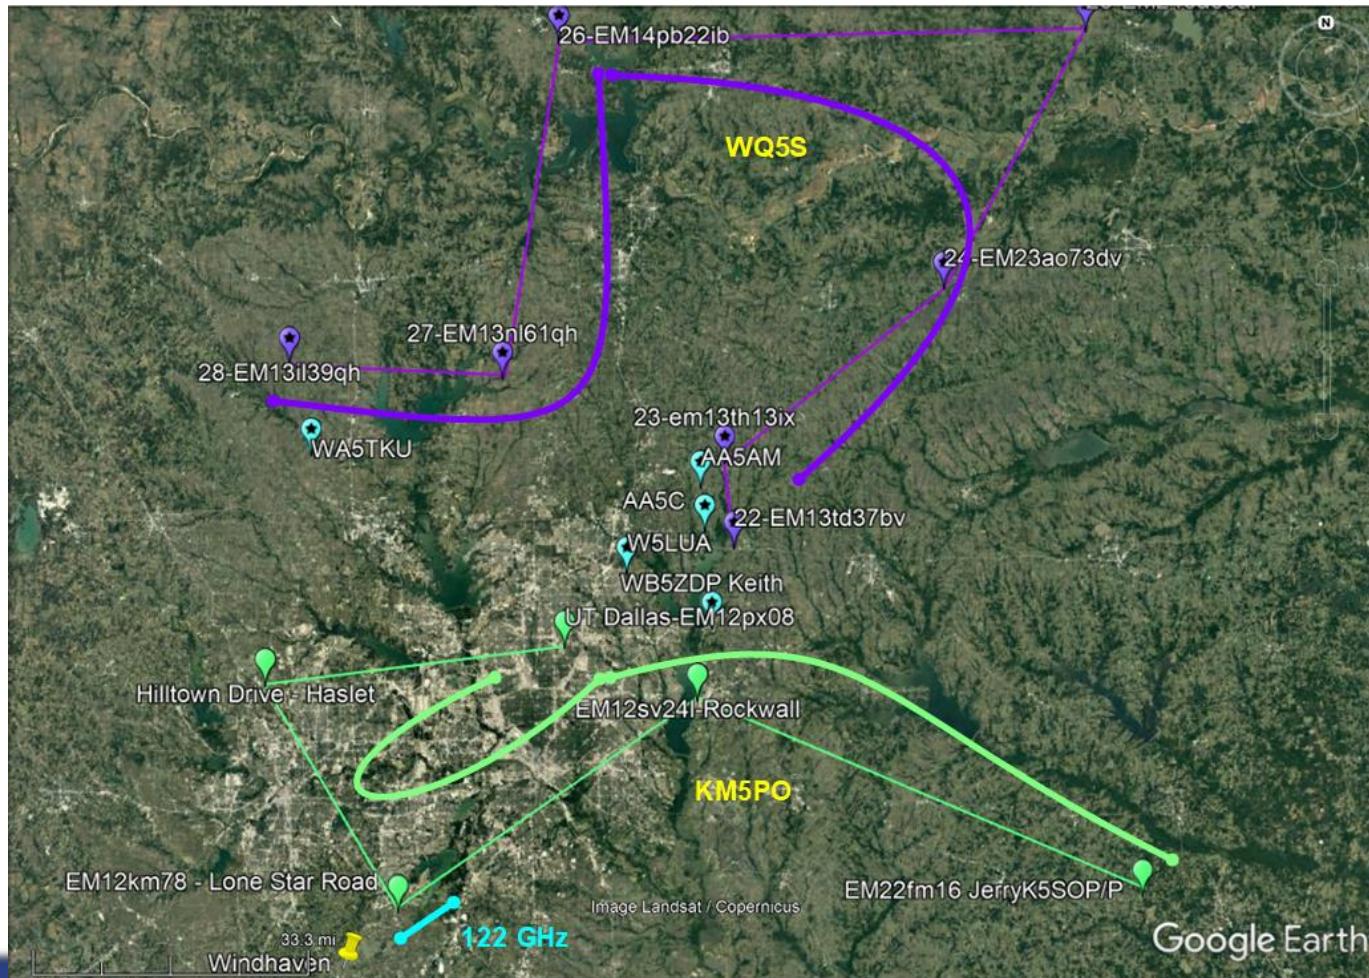 26-EM14pb22ib
N
WQ5S
24-EM23ao73dv
27-EM13nl61qh
28-EM13il39qh
23-em13th13ix
WA5TKU
AA5AM
AA5C
22-EM13td37bv
W5LUA
WB5ZDP Keith
UT Dallas-EM12px08
Hilltown Drive - Haslet
EM12sv24l-Rockwall
KM5PO
EM12km78 - Lone Star Road
EM22fm16 JerryK5SOP/P
Image Landsat / Copernicus
122 GHz
33.3 mi
Windhaven
Google Earth